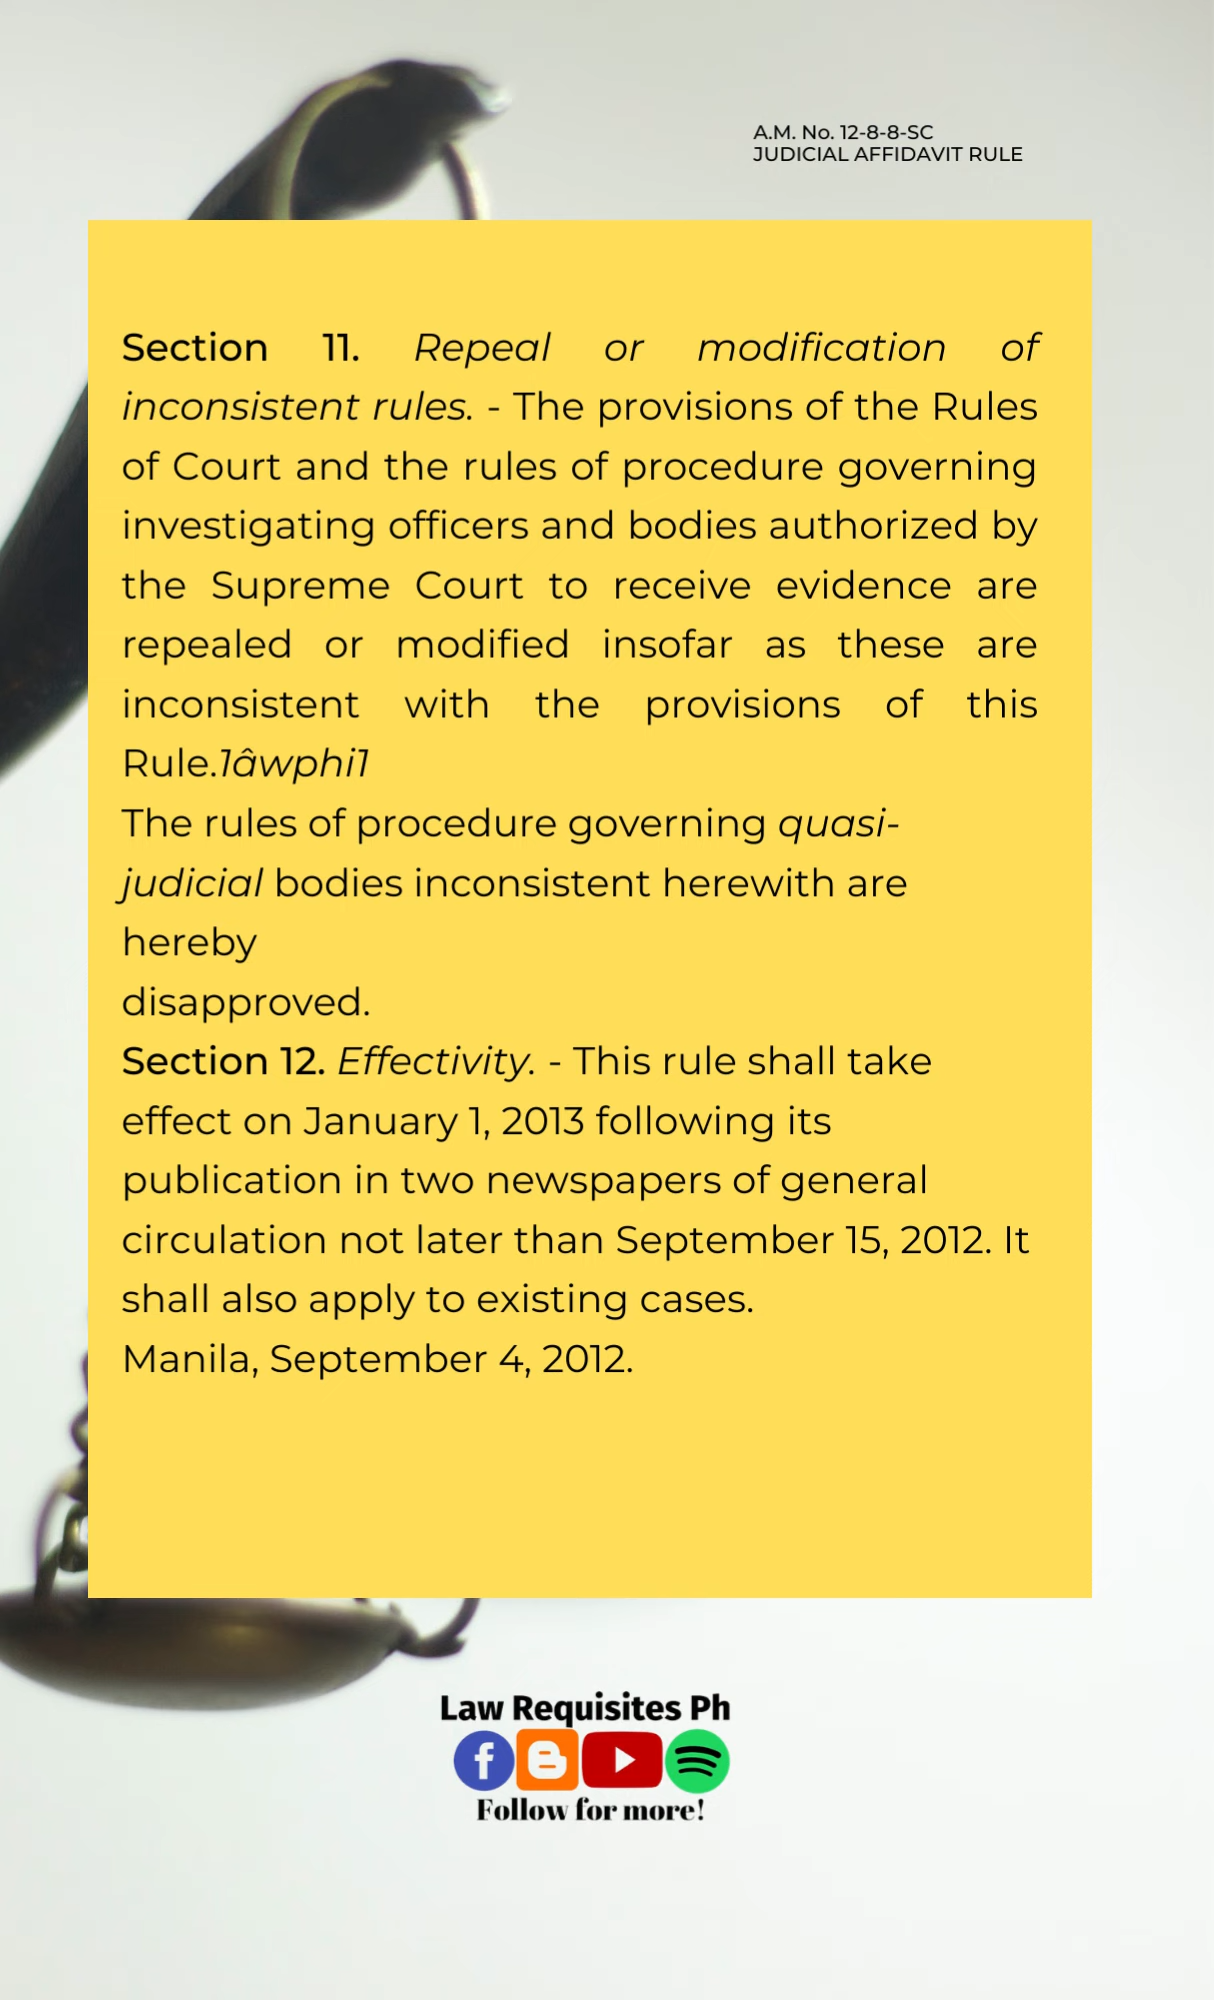 A.M. No. 12-8-8-SC
JUDICIAL AFFIDAVIT RULE
Section 11. Repeal or modification of
inconsistent rules. - The provisions of the Rules
of Court and the rules of procedure governing
investigating officers and bodies authorized by
the Supreme Court to receive evidence are
repealed or modified insofar as these are
inconsistent with the provisions of this
Rule.1âwphi1
The rules of procedure governing quasi-
judicial bodies inconsistent herewith are
hereby
disapproved.
Section 12. Effectivity. - This rule shall take
effect on January 1, 2013 following its
publication in two newspapers of general
circulation not later than September 15, 2012. It
shall also apply to existing cases.
Manila, September 4, 2012.
Law Requisites Ph
Follow for more!